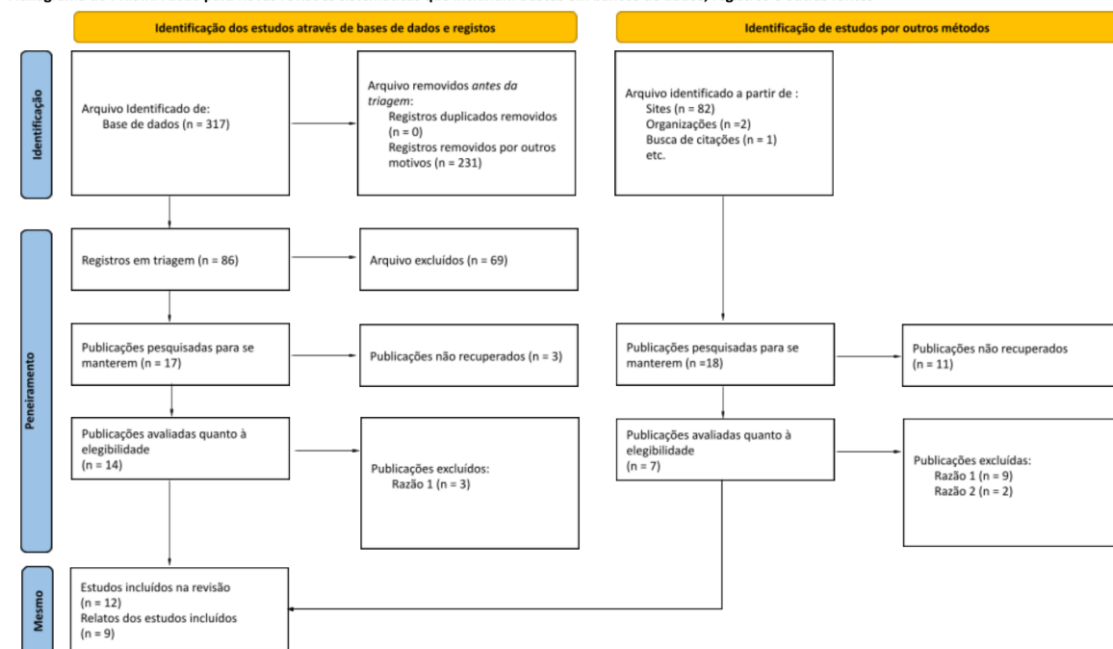 Identificação dos estudos através de bases de dados e registos
Identificação de estudos por outros métodos
Identificação
Arquivo Identificado de:
Base de dados (n = 317)
Arquivo removidos antes da
triagem:
Registros duplicados removidos
(n = 0)
Registros removidos por outros
motivos (n = 231)
Arquivo identificado a partir de :
Sites (n = 82)
Organizações (n =2)
Busca de citações (n = 1)
etc.
Peneiramento
Registros em triagem (n = 86)
Arquivo excluídos (n = 69)
Publicações pesquisadas para se
manterem (n = 17)
Publicações não recuperados (n = 3)
Publicações pesquisadas para se
manterem (n =18)
Publicações não recuperados
(n = 11)
Publicações avaliadas quanto à
elegibilidade
(n = 14)
Publicações excluídos:
Razão 1 (n = 3)
Publicações avaliadas quanto à
elegibilidade
(n = 7)
Publicações excluídas:
Razão 1 (n = 9)
Razão 2 (n = 2)
Mesmo
Estudos incluídos na revisão
(n = 12)
Relatos dos estudos incluídos
(n = 9)